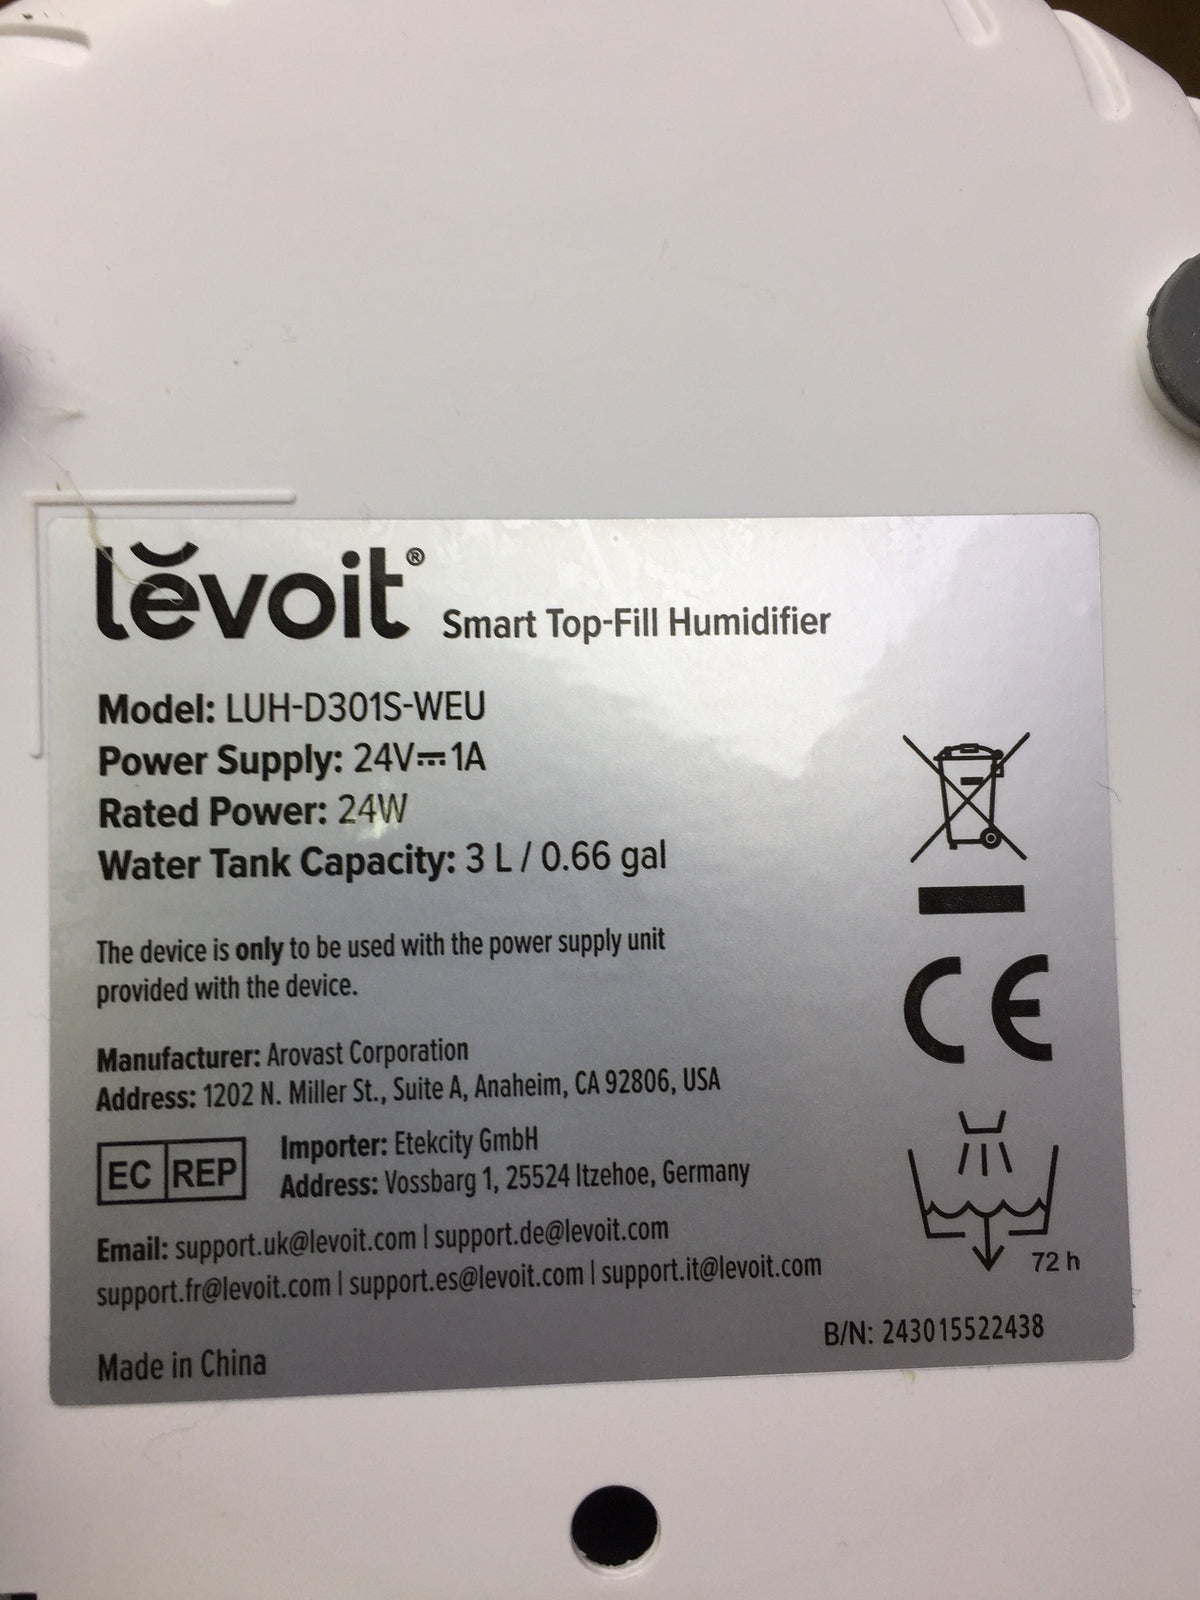 lĕvoit® Smart Top-Fill Humidifier
Model: LUH-D301S-WEU
Power Supply: 24V⎓1A
Rated Power: 24W
Water Tank Capacity: 3 L / 0.66 gal
The device is only to be used with the power supply unit
provided with the device.
Manufacturer: Arovast Corporation
Address: 1202 N. Miller St., Suite A, Anaheim, CA 92806, USA
EC REP
Importer: Etekcity GmbH
Address: Vossbarg 1, 25524 Itzehoe, Germany
Email: support.uk@levoit.com | support.de@levoit.com
support.fr@levoit.com | support.es@levoit.com | support.it@levoit.com
Made in China
CE
72 h
B/N: 243015522438